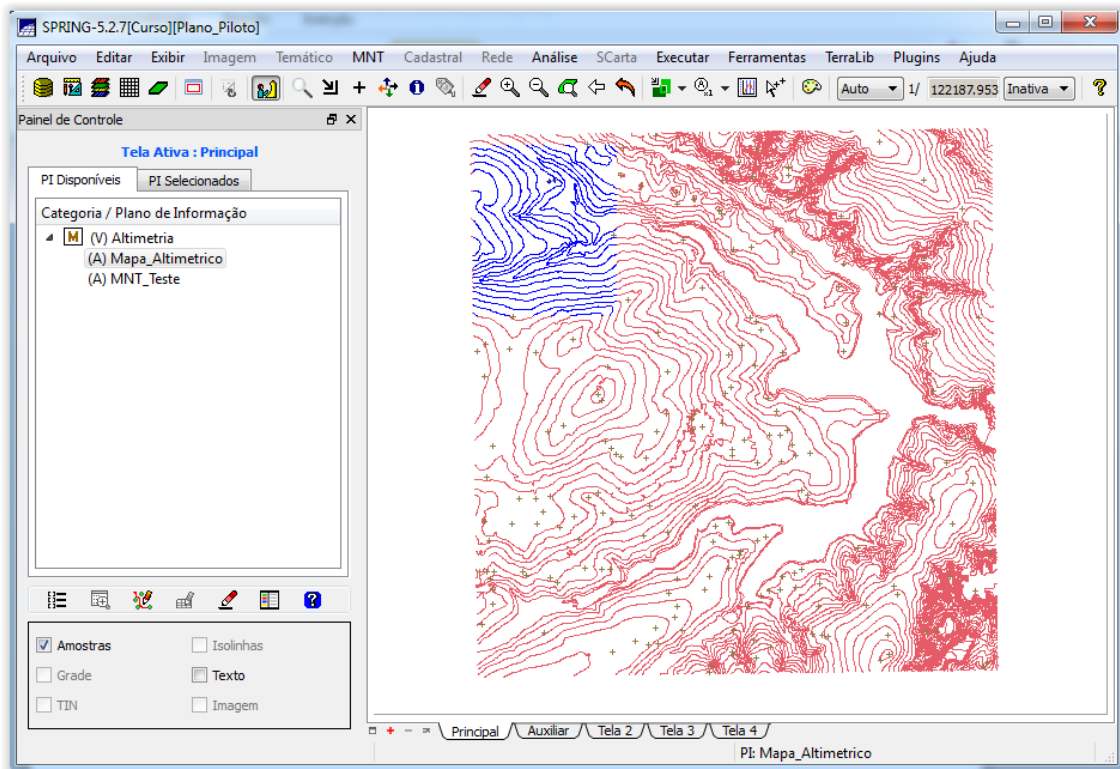 SPRING-5.2.7[Curso][Plano_Piloto]
Arquivo Editar Exibir Imagem Temático MNT Cadastral Rede Análise SCarta Executar Ferramentas TerraLib Plugins Ajuda
Auto 1/ 122187.953 Inativa
Painel de Controle
Tela Ativa : Principal
PI Disponíveis PI Selecionados
Categoria / Plano de Informação
M (V) Altimetria
(A) Mapa_Altimetrico
(A) MNT_Teste
Amostras Isolinhas
Grade Texto
TIN Imagem
Principal Auxiliar Tela 2 Tela 3 Tela 4
PI: Mapa_Altimetrico